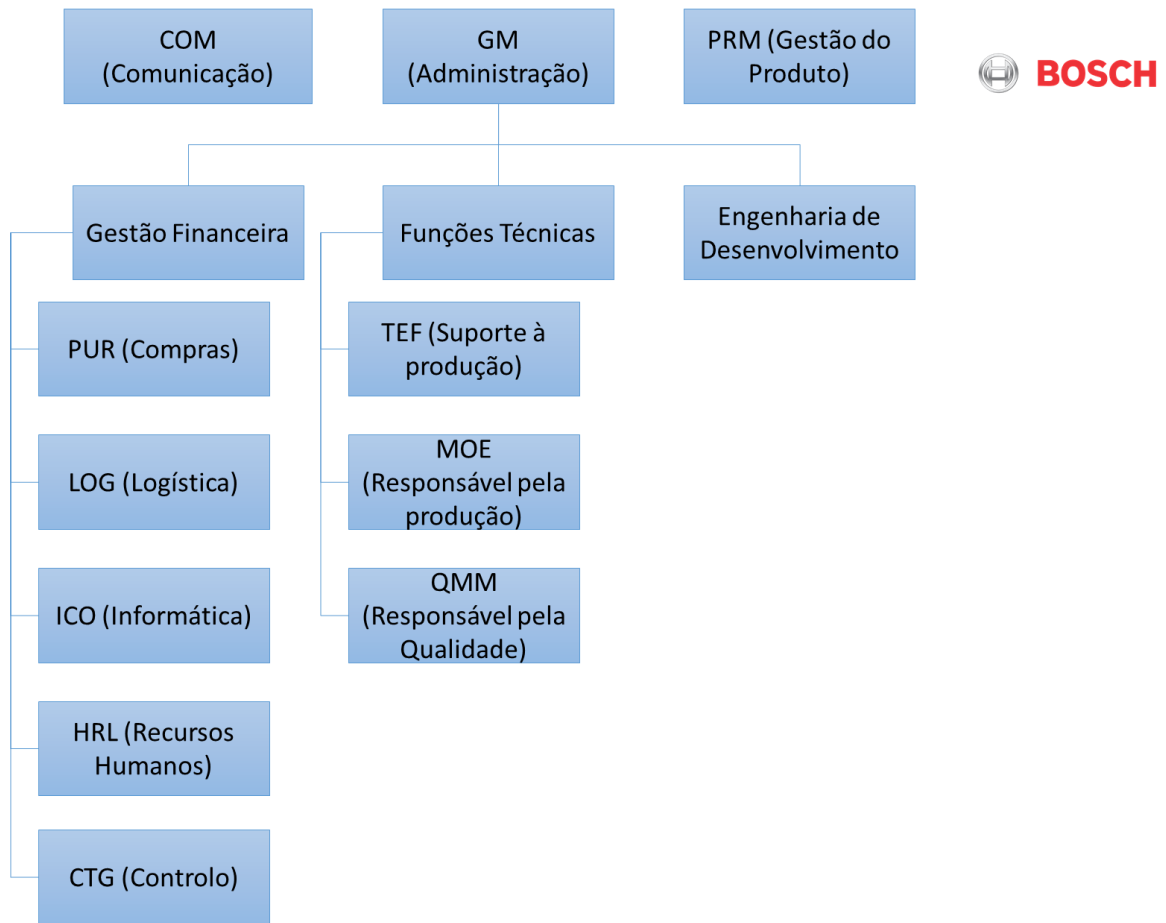 COM
(Comunicação)
GM
(Administração)
PRM (Gestão do
Produto)
BOSCH
Gestão Financeira
Funções Técnicas
Engenharia de
Desenvolvimento
PUR (Compras)
TEF (Suporte à
produção)
LOG (Logística)
MOE
(Responsável pela
produção)
ICO (Informática)
QMM
(Responsável pela
Qualidade)
HRL (Recursos
Humanos)
CTG (Controlo)